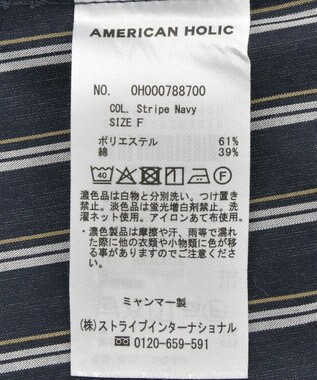 AMERICAN HOLIC
NO. 0H000788700
COL. Stripe Navy
SIZE F
ポリエステル 61%
綿 39%
40
濃色品は白物と分別洗い。つけ置き
禁止。淡色品は蛍光増白剤禁止。洗
濯ネット使用。アイロンあて布使用。
・濃色製品は摩擦や汗、雨等で濡れ
た際に他の衣類や小物類に色が移
る事がありますのでご注意くださ
い。
ミャンマー製
(株)ストライプインターナショナル
0120-659-591